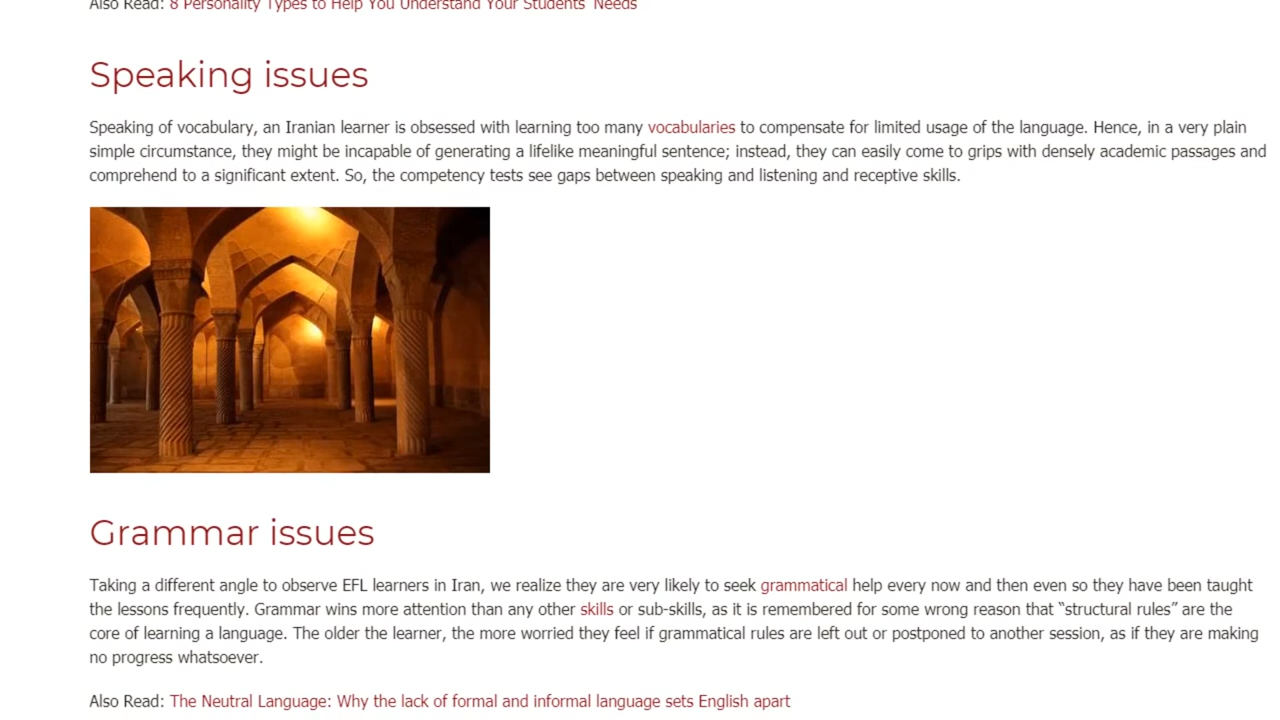 Also Read: 8 Personality Types to Help You Understand Your Students' Needs
Speaking issues
Speaking of vocabulary, an Iranian learner is obsessed with learning too many vocabularies to compensate for limited usage of the language. Hence, in a very plain
simple circumstance, they might be incapable of generating a lifelike meaningful sentence; instead, they can easily come to grips with densely academic passages and
comprehend to a significant extent. So, the competency tests see gaps between speaking and listening and receptive skills.
Grammar issues
Taking a different angle to observe EFL learners in Iran, we realize they are very likely to seek grammatical help every now and then even so they have been taught
the lessons frequently. Grammar wins more attention than any other skills or sub-skills, as it is remembered for some wrong reason that “structural rules” are the
core of learning a language. The older the learner, the more worried they feel if grammatical rules are left out or postponed to another session, as if they are making
no progress whatsoever.
Also Read: The Neutral Language: Why the lack of formal and informal language sets English apart